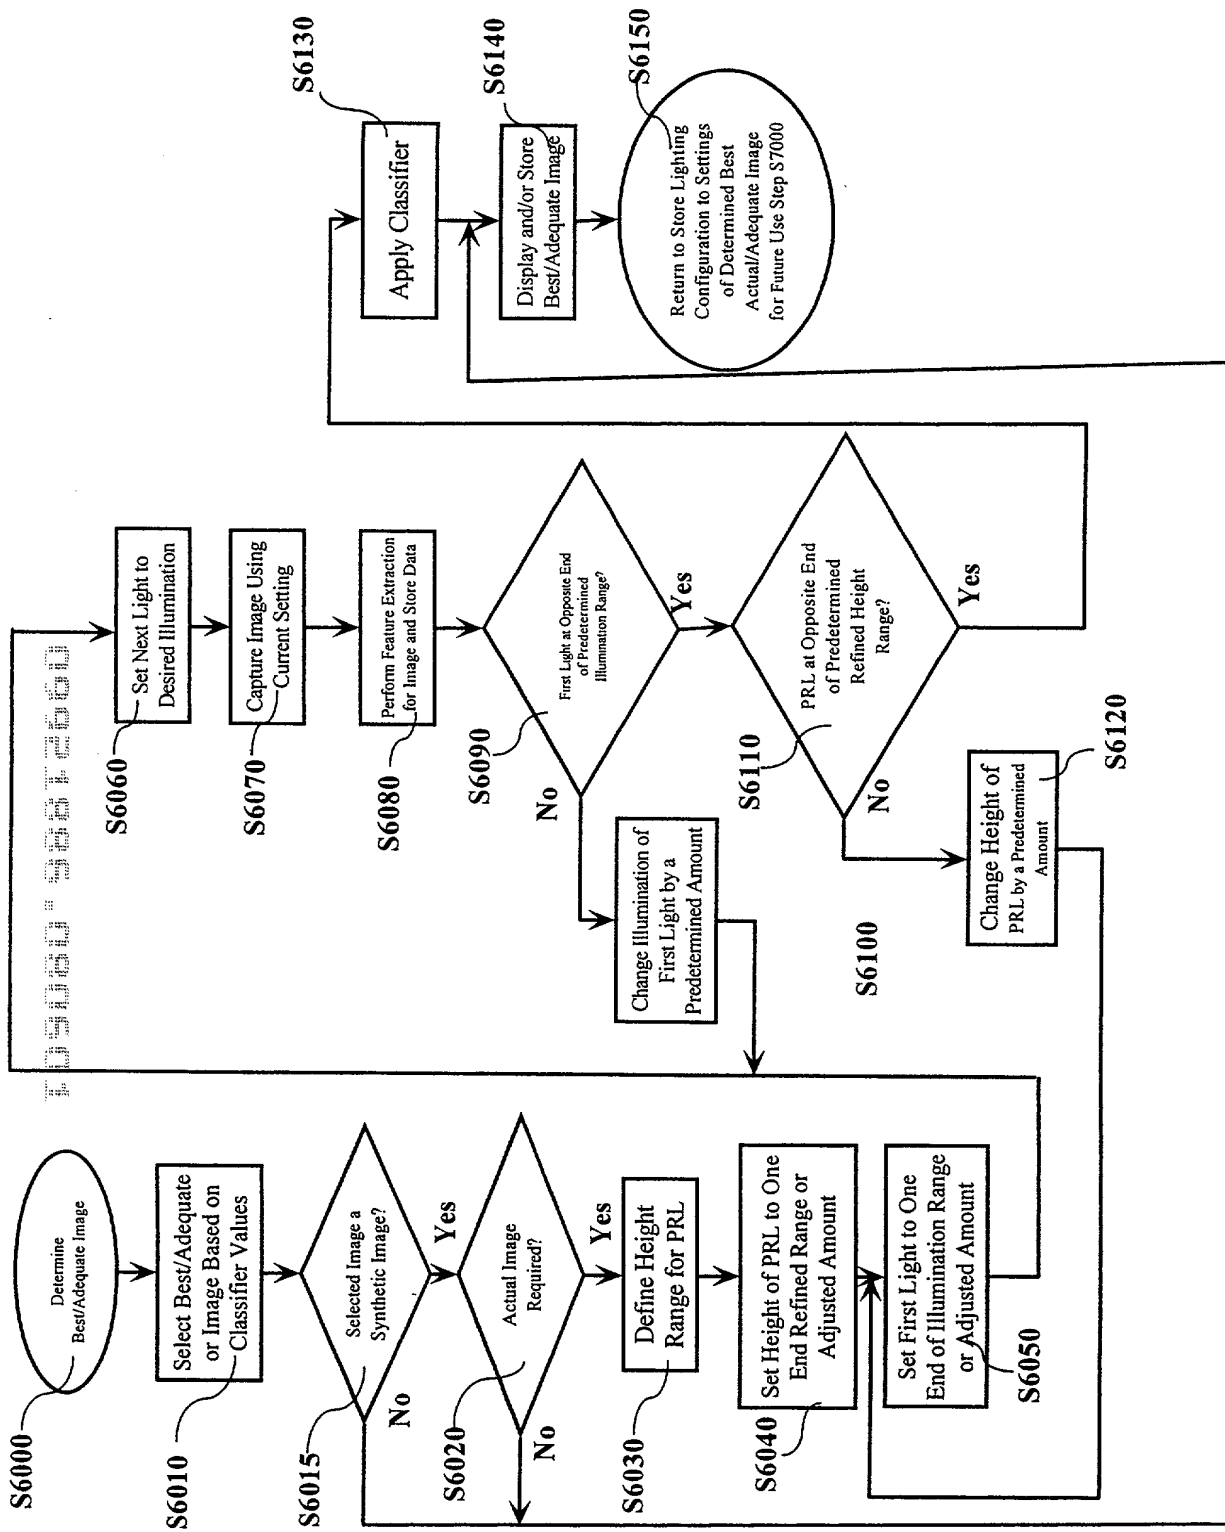 S6000
Determine
Best/Adequate Image
S6010
Select Best/Adequate
or Image Based on
Classifier Values
S6015
Selected Image a
Synthetic Image?
No
Yes
S6020
Actual Image
Required?
No
Yes
S6030
Define Height
Range for PRL
S6040
Set Height of PRL to One
End Refined Range or
Adjusted Amount
Set First Light to One
End of Illumination Range
or Adjusted Amount
S6050
S6060
Set Next Light to
Desired Illumination
S6070
Capture Image Using
Current Setting
S6080
Perform Feature Extraction
for Image and Store Data
S6090
First Light at Opposite End
of Predetermined
Illumination Range?
No
Yes
Change Illumination of
First Light by a
Predetermined Amount
S6100
S6110
PRL at Opposite End
of Predetermined
Refined Height
Range?
No
Yes
Change Height of
PRL by a Predetermined
Amount
S6120
S6130
Apply Classifier
S6140
Display and/or Store
Best/Adequate Image
S6150
Return to Store Lighting
Configuration to Settings
of Determined Best
Actual/Adequate Image
for Future Use Step S7000